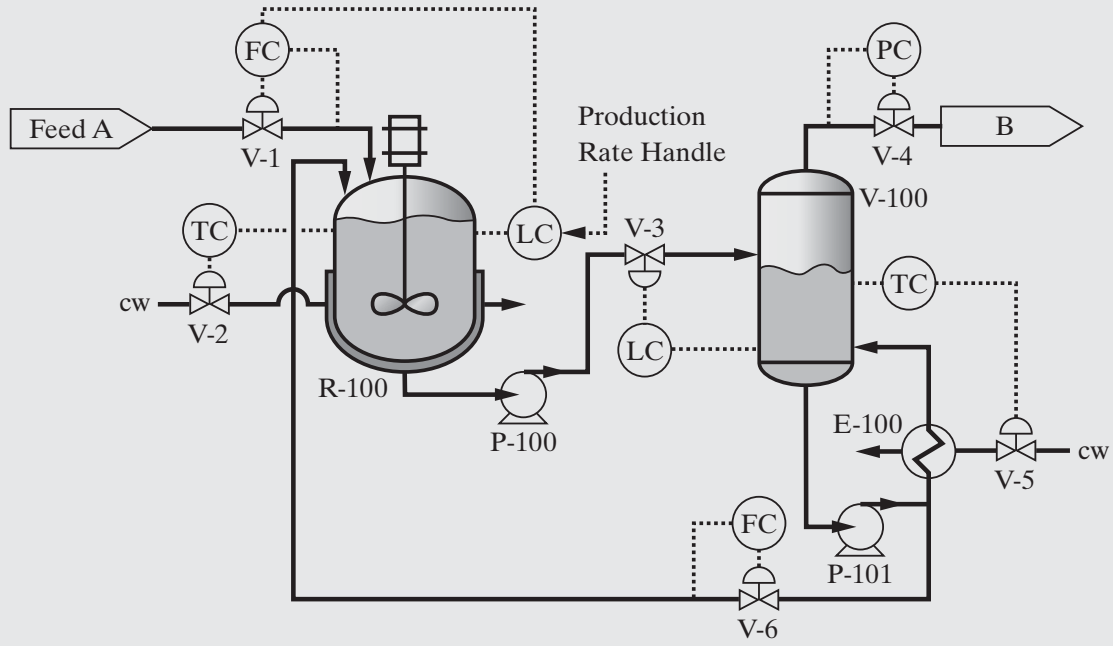 FC
PC
Feed A
Production
Rate Handle
B
V-1
V-4
V-100
TC
LC
V-3
TC
cw
V-2
LC
R-100
P-100
E-100
cw
V-5
FC
P-101
V-6